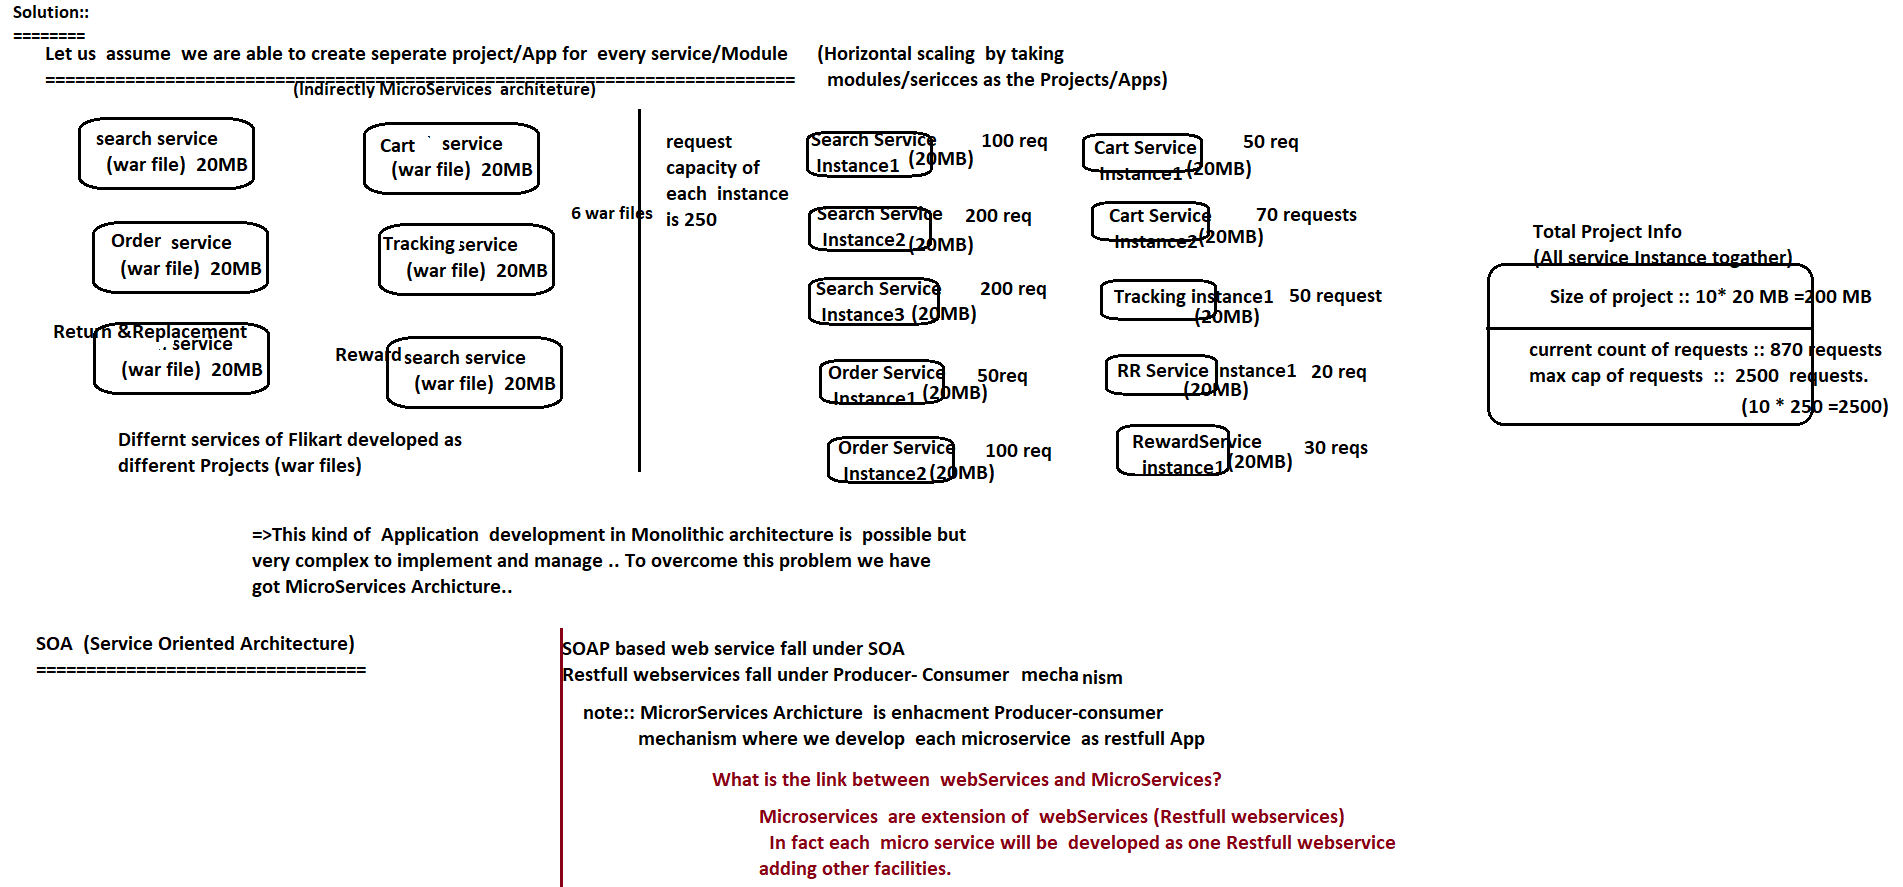 Solution::
========
Let us assume we are able to create seperate project/App for every service/Module (Horizontal scaling by taking
modules/sericces as the Projects/Apps)
===========================================================================
(Indirectly MicroServices architeture)
search service
(war file) 20MB
Cart service
(war file) 20MB
Order service
(war file) 20MB
Tracking service
(war file) 20MB
6 war files
Return &Replacement
service
(war file) 20MB
Reward search service
(war file) 20MB
Differnt services of Flikart developed as
different Projects (war files)
request
capacity of
each instance
is 250
Search Service
Instance1 (20MB) 100 req
Search Service
Instance2 (20MB) 200 req
Search Service
Instance3 (20MB) 200 req
Order Service
Instance1 (20MB) 50req
Order Service
Instance2 (20MB) 100 req
Cart Service
Instance1 (20MB) 50 req
Cart Service
Instance2 (20MB) 70 requests
Tracking instance1 50 request
(20MB)
RR Service Instance1 20 req
(20MB)
RewardService
instance1 (20MB) 30 reqs
Total Project Info
(All service Instance togather)
Size of project :: 10* 20 MB =200 MB
current count of requests :: 870 requests
max cap of requests :: 2500 requests.
(10 * 250 =2500)
=>This kind of Application development in Monolithic architecture is possible but
very complex to implement and manage .. To overcome this problem we have
got MicroServices Archicture..
SOA (Service Oriented Architecture)
=================================
SOAP based web service fall under SOA
Restfull webservices fall under Producer- Consumer mechanism
note:: MicrorServices Archicture is enhacment Producer-consumer
mechanism where we develop each microservice as restfull App
What is the link between webServices and MicroServices?
Microservices are extension of webServices (Restfull webservices)
In fact each micro service will be developed as one Restfull webservice
adding other facilities.